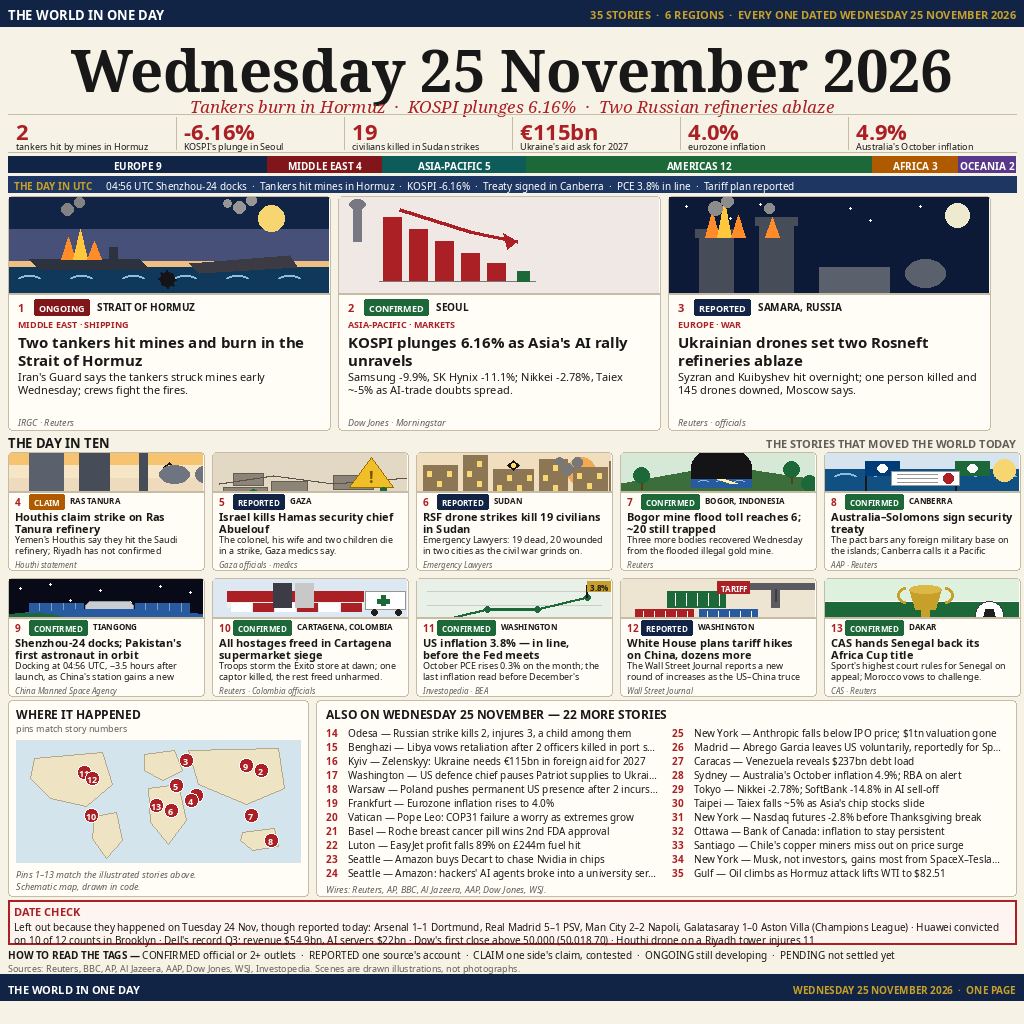 THE WORLD IN ONE DAY
35 STORIES · 6 REGIONS · EVERY ONE DATED WEDNESDAY 25 NOVEMBER 2026
Wednesday 25 November 2026
Tankers burn in Hormuz · KOSPI plunges 6.16% · Two Russian refineries ablaze
2
tankers hit by mines in Hormuz
-6.16%
KOSPI's plunge in Seoul
19
civilians killed in Sudan strikes
€115bn
Ukraine's aid ask for 2027
4.0%
eurozone inflation
4.9%
Australia's October inflation
EUROPE 9
MIDDLE EAST 4
ASIA-PACIFIC 5
AMERICAS 12
AFRICA 3
OCEANIA 2
THE DAY IN UTC 04:56 UTC Shenzhou-24 docks · Tankers hit mines in Hormuz · KOSPI -6.16% · Treaty signed in Canberra · PCE 3.8% in line · Tariff plan reported
1 ONGOING STRAIT OF HORMUZ
MIDDLE EAST · SHIPPING
Two tankers hit mines and burn in the
Strait of Hormuz
Iran's Guard says the tankers struck mines early
Wednesday; crews fight the fires.
IRGC · Reuters
2 CONFIRMED SEOUL
ASIA-PACIFIC · MARKETS
KOSPI plunges 6.16% as Asia's AI rally
unravels
Samsung -9.9%, SK Hynix -11.1%; Nikkei -2.78%, Taiex
~-5% as AI-trade doubts spread.
Dow Jones · Morningstar
3 REPORTED SAMARA, RUSSIA
EUROPE · WAR
Ukrainian drones set two Rosneft
refineries ablaze
Syzran and Kuibyshev hit overnight; one person killed and
145 drones downed, Moscow says.
Reuters · officials
THE DAY IN TEN
THE STORIES THAT MOVED THE WORLD TODAY
4 CLAIM RAS TANURA
Houthis claim strike on Ras
Tanura refinery
Yemen's Houthis say they hit the Saudi
refinery; Riyadh has not confirmed
Houthi statement
!
5 REPORTED GAZA
Israel kills Hamas security chief
Abuelouf
The colonel, his wife and two children die
in a strike, Gaza medics say.
Gaza officials · medics
6 REPORTED SUDAN
RSF drone strikes kill 19 civilians
in Sudan
Emergency Lawyers: 19 dead, 20 wounded
in two cities as the civil war grinds on.
Emergency Lawyers
7 CONFIRMED BOGOR, INDONESIA
Bogor mine flood toll reaches 6;
~20 still trapped
Three more bodies recovered Wednesday
from the flooded illegal gold mine.
Reuters
8 CONFIRMED CANBERRA
Australia–Solomons sign security
treaty
The pact bars any foreign military base on
the islands; Canberra calls it a Pacific
AAP · Reuters
9 CONFIRMED TIANGONG
Shenzhou-24 docks; Pakistan's
first astronaut in orbit
Docking at 04:56 UTC, ~3.5 hours after
launch, as China's station gains a new
China Manned Space Agency
10 CONFIRMED CARTAGENA, COLOMBIA
All hostages freed in Cartagena
supermarket siege
Troops storm the Exito store at dawn; one
captor killed, the rest freed unharmed.
Reuters · Colombia officials
3.8%
11 CONFIRMED WASHINGTON
US inflation 3.8% — in line,
before the Fed meets
October PCE rises 0.3% on the month; the
last inflation read before December's
Investopedia · BEA
TARIFF
12 REPORTED WASHINGTON
White House plans tariff hikes
on China, dozens more
The Wall Street Journal reports a new
round of increases as the US–China truce
Wall Street Journal
13 CONFIRMED DAKAR
CAS hands Senegal back its
Africa Cup title
Sport's highest court rules for Senegal on
appeal; Morocco vows to challenge.
CAS · Reuters
WHERE IT HAPPENED
pins match story numbers
12
3
9
2
5
4
13
6
10
7
8
Pins 1–13 match the illustrated stories above.
Schematic map, drawn in code.
ALSO ON WEDNESDAY 25 NOVEMBER — 22 MORE STORIES
14 Odesa — Russian strike kills 2, injures 3, a child among them
15 Benghazi — Libya vows retaliation after 2 officers killed in port s...
16 Kyiv — Zelenskyy: Ukraine needs €115bn in foreign aid for 2027
17 Washington — US defence chief pauses Patriot supplies to Ukrai...
18 Warsaw — Poland pushes permanent US presence after 2 incurs...
19 Frankfurt — Eurozone inflation rises to 4.0%
20 Vatican — Pope Leo: COP31 failure a worry as extremes grow
21 Basel — Roche breast cancer pill wins 2nd FDA approval
22 Luton — EasyJet profit falls 89% on £244m fuel hit
23 Seattle — Amazon buys Decart to chase Nvidia in chips
24 Seattle — Amazon: hackers' AI agents broke into a university ser...
25 New York — Anthropic falls below IPO price; $1tn valuation gone
26 Madrid — Abrego Garcia leaves US voluntarily, reportedly for Sp...
27 Caracas — Venezuela reveals $237bn debt load
28 Sydney — Australia's October inflation 4.9%; RBA on alert
29 Tokyo — Nikkei -2.78%; SoftBank -14.8% in AI sell-off
30 Taipei — Taiex falls ~5% as Asia's chip stocks slide
31 New York — Nasdaq futures -2.8% before Thanksgiving break
32 Ottawa — Bank of Canada: inflation to stay persistent
33 Santiago — Chile's copper miners miss out on price surge
34 New York — Musk, not investors, gains most from SpaceX–Tesla...
35 Gulf — Oil climbs as Hormuz attack lifts WTI to $82.51
Wires: Reuters, AP, BBC, Al Jazeera, AAP, Dow Jones, WSJ.
DATE CHECK
Left out because they happened on Tuesday 24 Nov, though reported today: Arsenal 1–1 Dortmund, Real Madrid 5–1 PSV, Man City 2–2 Napoli, Galatasaray 1–0 Aston Villa (Champions League) · Huawei convicted
on 10 of 12 counts in Brooklyn · Dell's record Q3: revenue $54.9bn, AI servers $22bn · Dow's first close above 50,000 (50,018.70) · Houthi drone on a Riyadh tower injures 11
HOW TO READ THE TAGS — CONFIRMED official or 2+ outlets · REPORTED one source's account · CLAIM one side's claim, contested · ONGOING still developing · PENDING not settled yet
Sources: Reuters, BBC, AP, Al Jazeera, AAP, Dow Jones, WSJ, Investopedia. Scenes are drawn illustrations, not photographs.
THE WORLD IN ONE DAY
WEDNESDAY 25 NOVEMBER 2026 · ONE PAGE